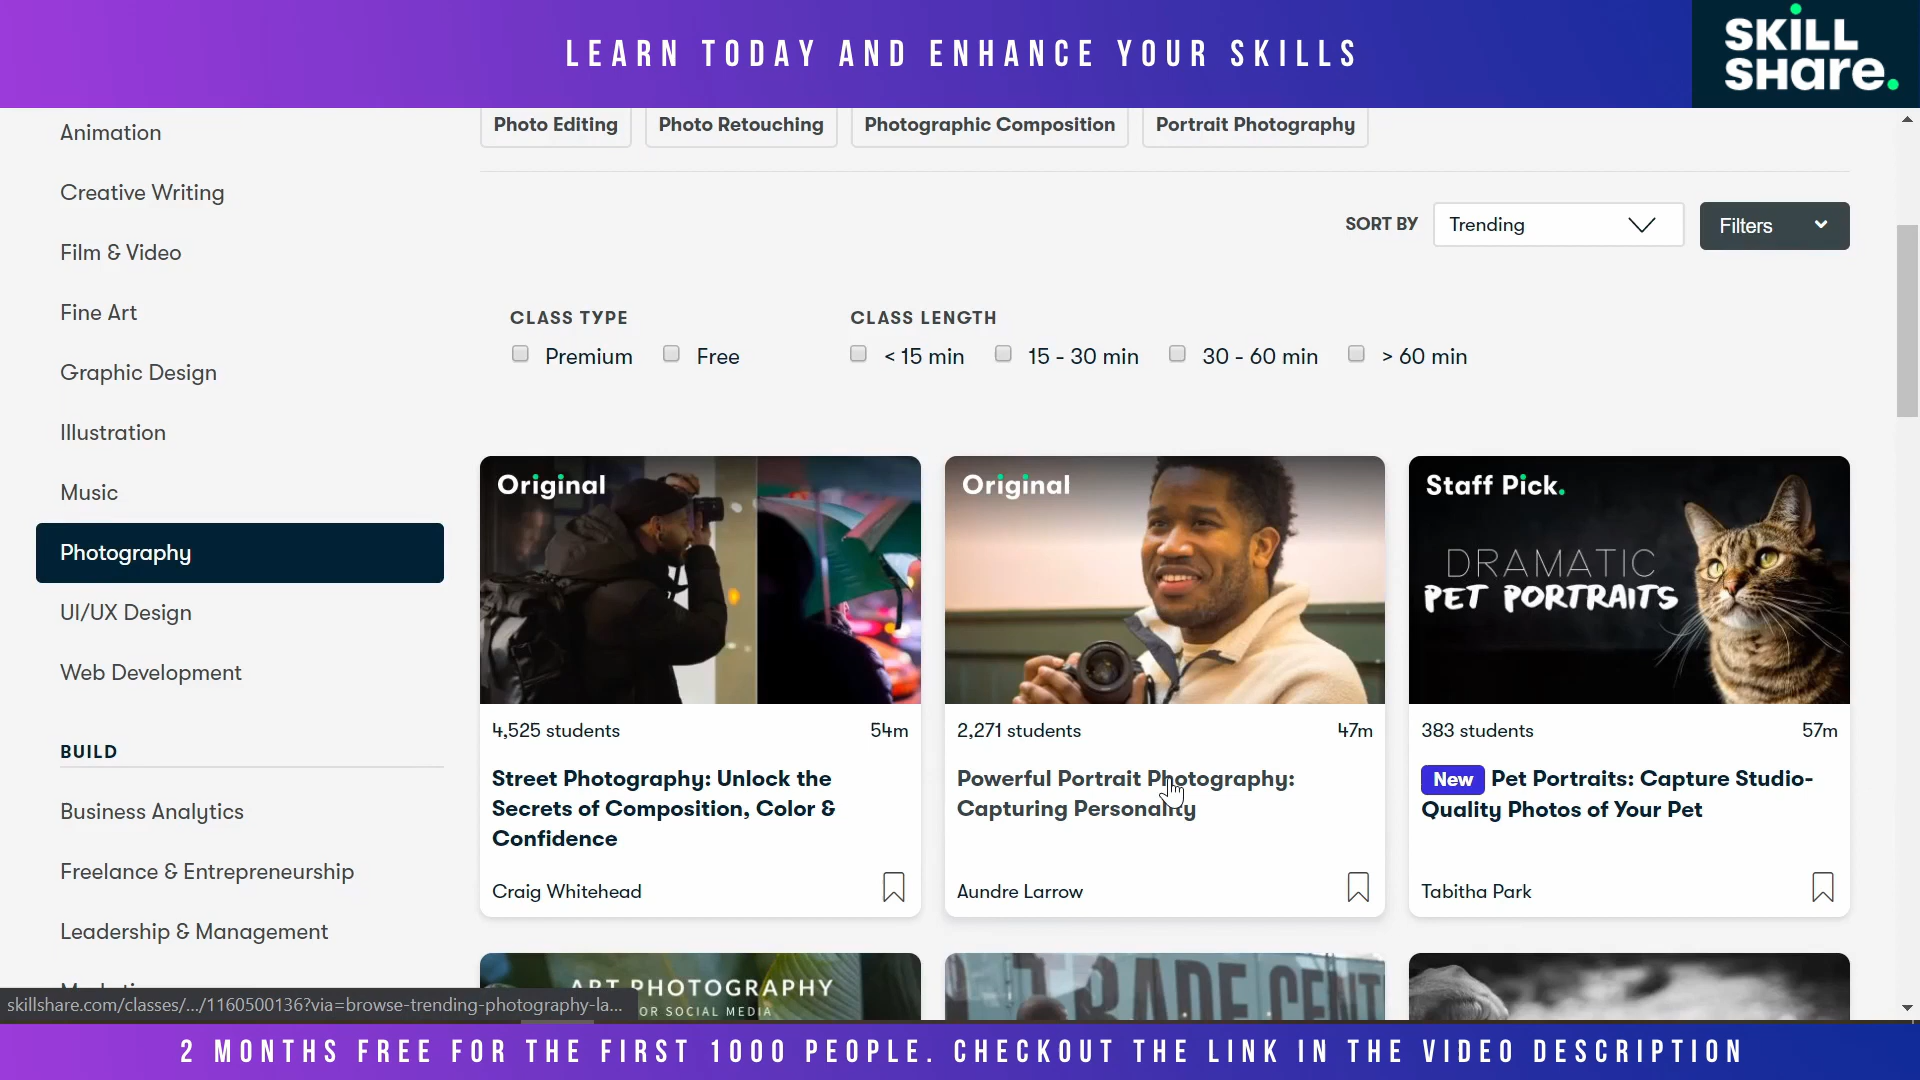 LEARN TODAY AND ENHANCE YOUR SKILLS
SKILL
SHare.
Animation
Creative Writing
Film & Video
Fine Art
Graphic Design
Illustration
Music
Photography
UI/UX Design
Web Development
BUILD
Business Analytics
Freelance & Entrepreneurship
Leadership & Management
Photo Editing
Photo Retouching
Photographic Composition
Portrait Photography
SORT BY
Trending
Filters
CLASS TYPE
Premium
Free
CLASS LENGTH
< 15 min
15 - 30 min
30 - 60 min
> 60 min
Original
4,525 students
54m
Street Photography: Unlock the
Secrets of Composition, Color &
Confidence
Craig Whitehead
Original
2,271 students
47m
Powerful Portrait Photography:
Capturing Personality
Aundre Larrow
Staff Pick.
DRAMATIC
PET PORTRAITS
383 students
57m
New Pet Portraits: Capture Studio-
Quality Photos of Your Pet
Tabitha Park
ART PHOTOGRAPHY
FOR SOCIAL MEDIA
TRADE CENT
skillshare.com/classes/.../1160500136?via=browse-trending-photography-la...
2 MONTHS FREE FOR THE FIRST 1000 PEOPLE. CHECKOUT THE LINK IN THE VIDEO DESCRIPTION